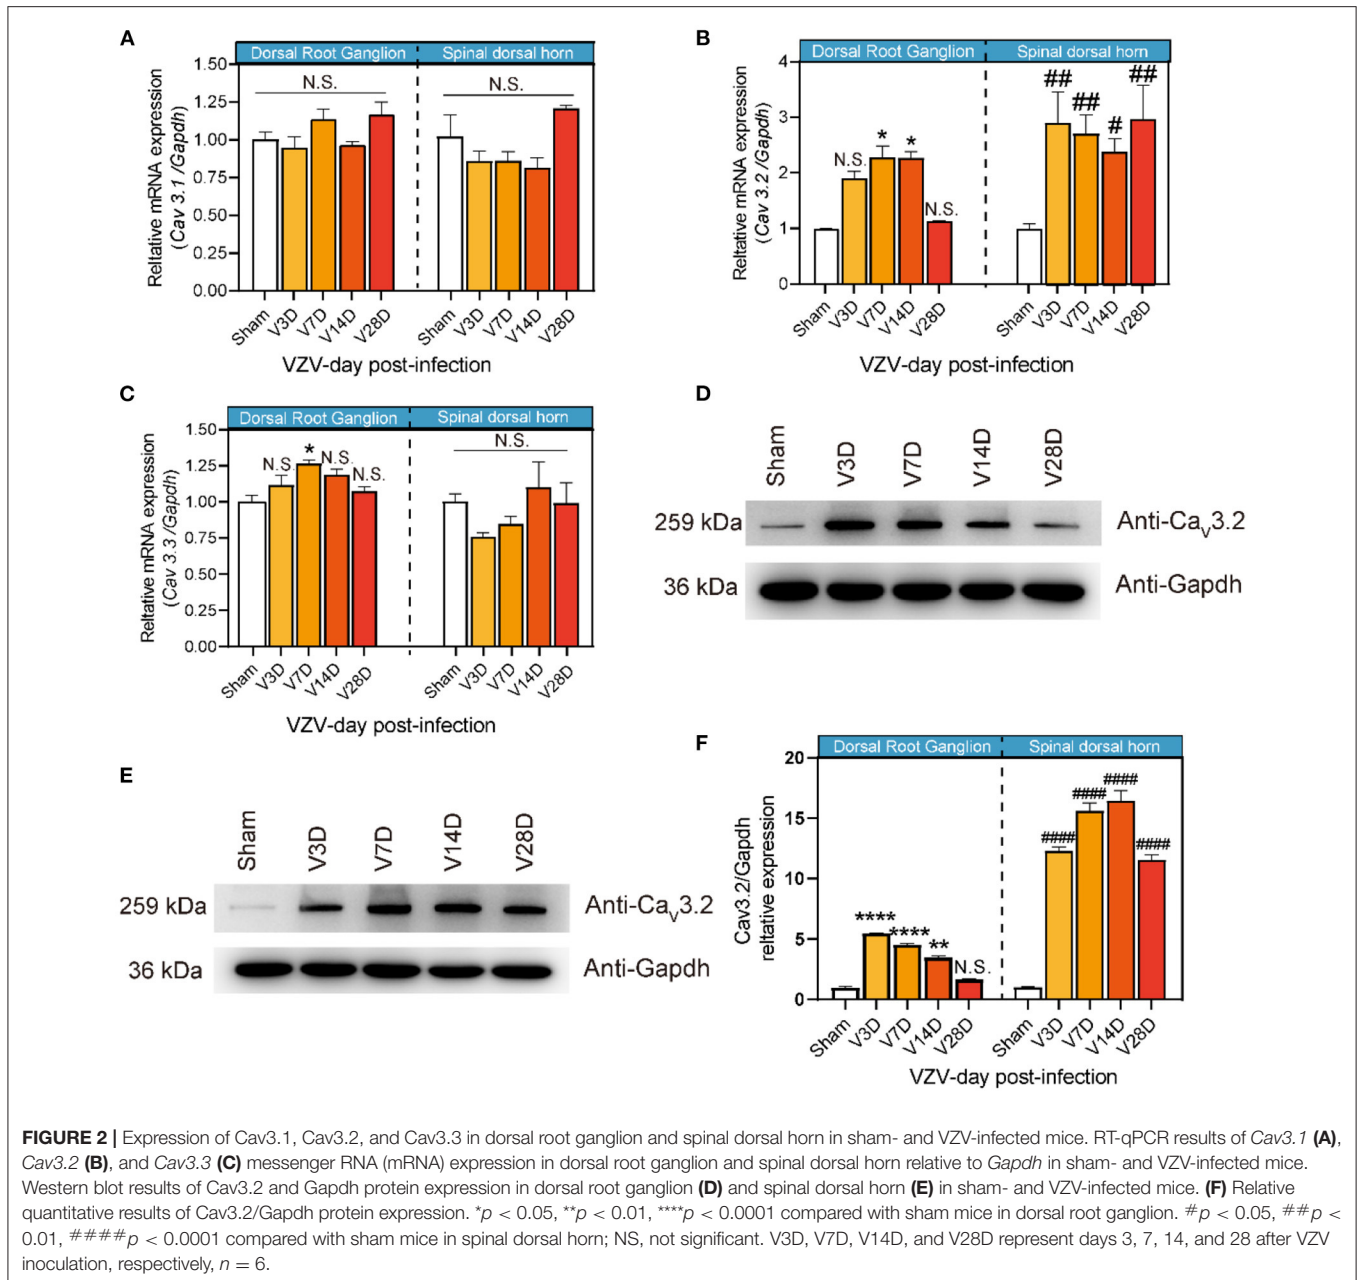 A
Dorsal Root Ganglion Spinal dorsal horn
Reltative mRNA expression
(Cav 3.1/Gapdh)
1.50
1.25
1.00
0.75
0.50
0.25
0.00
N.S. N.S.
Sham V3D V7D V14D V28D Sham V3D V7D V14D V28D
VZV-day post-infection
B
Dorsal Root Ganglion Spinal dorsal horn
Reltative mRNA expression
(Cav 3.2/Gapdh)
4
3
2
1
0
N.S. * * N.S. ## ## # ##
Sham V3D V7D V14D V28D Sham V3D V7D V14D V28D
VZV-day post-infection
C
Dorsal Root Ganglion Spinal dorsal horn
Reltative mRNA expression
(Cav 3.3/Gapdh)
1.50
1.25
1.00
0.75
0.50
0.25
0.00
N.S. * N.S. N.S. N.S.
Sham V3D V7D V14D V28D Sham V3D V7D V14D V28D
VZV-day post-infection
D
Sham V3D V7D V14D V28D
259 kDa Anti-Cav3.2
36 kDa Anti-Gapdh
E
Sham V3D V7D V14D V28D
259 kDa Anti-Cav3.2
36 kDa Anti-Gapdh
F
Dorsal Root Ganglion Spinal dorsal horn
Cav3.2/Gapdh
reltative expression
20
15
10
5
0
**** **** ** N.S. #### #### #### ####
Sham V3D V7D V14D V28D Sham V3D V7D V14D V28D
VZV-day post-infection
FIGURE 2 | Expression of Cav3.1, Cav3.2, and Cav3.3 in dorsal root ganglion and spinal dorsal horn in sham- and VZV-infected mice. RT-qPCR results of Cav3.1 (A),
Cav3.2 (B), and Cav3.3 (C) messenger RNA (mRNA) expression in dorsal root ganglion and spinal dorsal horn relative to Gapdh in sham- and VZV-infected mice.
Western blot results of Cav3.2 and Gapdh protein expression in dorsal root ganglion (D) and spinal dorsal horn (E) in sham- and VZV-infected mice. (F) Relative
quantitative results of Cav3.2/Gapdh protein expression. *p < 0.05, **p < 0.01, ****p < 0.0001 compared with sham mice in dorsal root ganglion. #p < 0.05, ##p <
0.01, ####p < 0.0001 compared with sham mice in spinal dorsal horn; NS, not significant. V3D, V7D, V14D, and V28D represent days 3, 7, 14, and 28 after VZV
inoculation, respectively, n = 6.